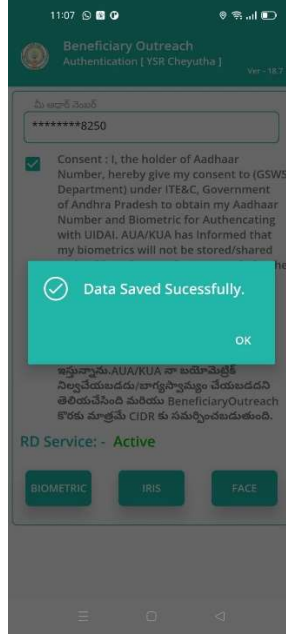 11:07
Beneficiary Outreach
Authentication [ YSR Cheyutha ]
Ver - 18.7
మీ ఆధార్ నెంబర్
********8250
Consent : I, the holder of Aadhaar
Number, hereby give my consent to (GSWS
Department) under ITE&C, Government
of Andhra Pradesh to obtain my Aadhaar
Number and Biometric for Authencating
with UIDAI. AUA/KUA has Informed that
my biometrics will not be stored/shared
Data Saved Sucessfully.
OK
ఇస్తున్నాను.AUA/KUA నా బయోమెట్రిక్
నిల్వచేయబడదు/భాగస్వామ్యం చేయబడదని
తెలియచేసింది మరియు BeneficiaryOutreach
కొరకు మాత్రమే CIDR కు సమర్పించబడుతుంది.
RD Service: - Active
BIOMETRIC
IRIS
FACE